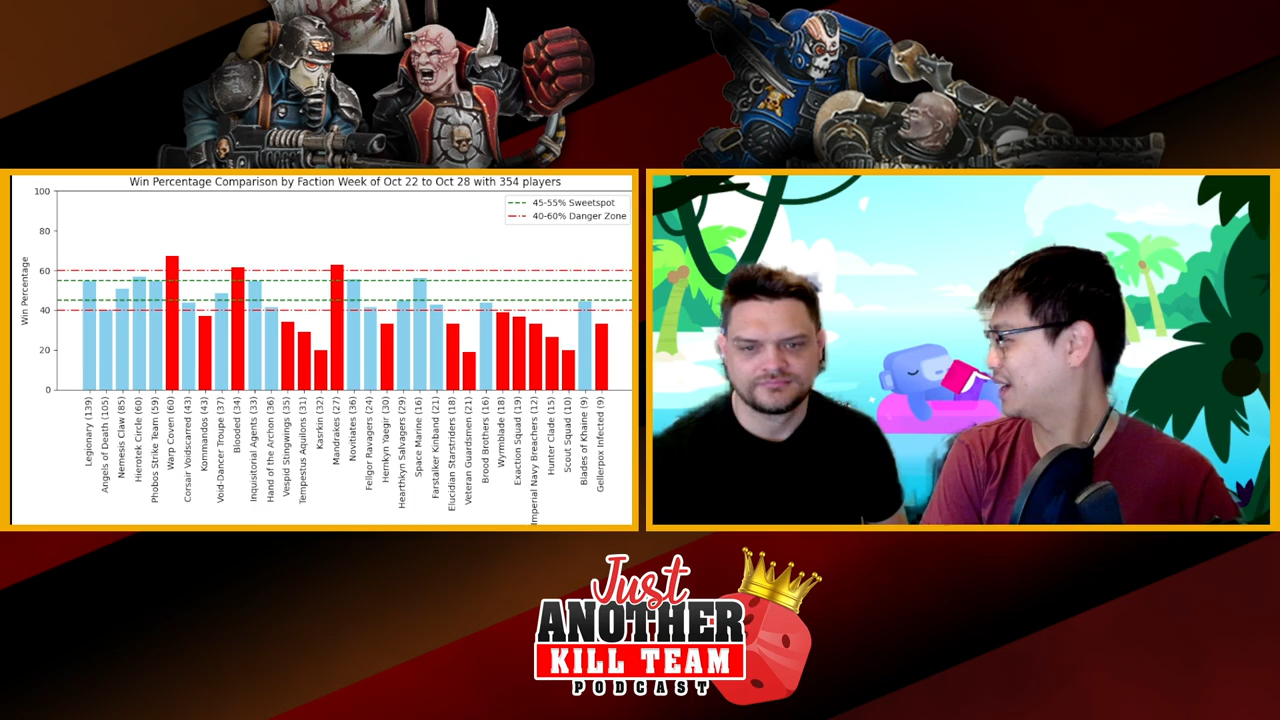 Win Percentage Comparison by Faction Week of Oct 22 to Oct 28 with 354 players
45-55% Sweetspot
40-60% Danger Zone
Win Percentage
100
80
60
40
20
0
Legionary (139)
Angels of Death (105)
Nemesis Claw (85)
Hierotek Circle (60)
Phobos Strike Team (59)
Warp Coven (60)
Corsair Voidscarred (43)
Kommandos (43)
Void-Dancer Troupe (37)
Blooded (34)
Inquisitorial Agents (33)
Hand of the Archon (36)
Vespid Stingwings (35)
Tempestus Aquilons (31)
Kasrkin (32)
Mandrakes (27)
Novitiates (36)
Fellgor Ravagers (24)
Hernkyn Yaegir (30)
Hearthkyn Salvagers (29)
Space Marine (16)
Farstalker Kinband (21)
Elucidian Starstriders (18)
Veteran Guardsmen (21)
Brood Brothers (16)
Wyrmblade (18)
Exaction Squad (19)
Imperial Navy Breachers (12)
Hunter Clade (15)
Scout Squad (10)
Blades of Khaine (9)
Gellerpox Infected (9)
Just
ANOTHER
KILL TEAM
PODCAST